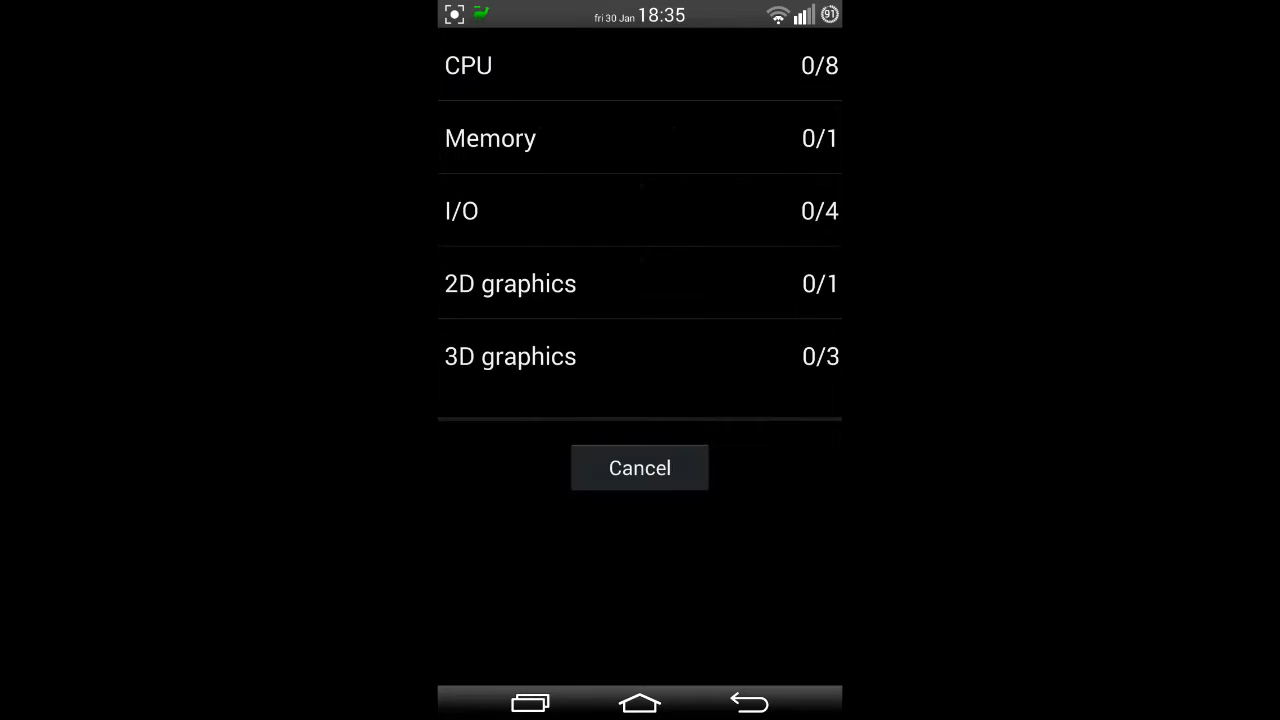 fri 30 Jan 18:35 91
CPU 0/8
Memory 0/1
I/O 0/4
2D graphics 0/1
3D graphics 0/3
Cancel